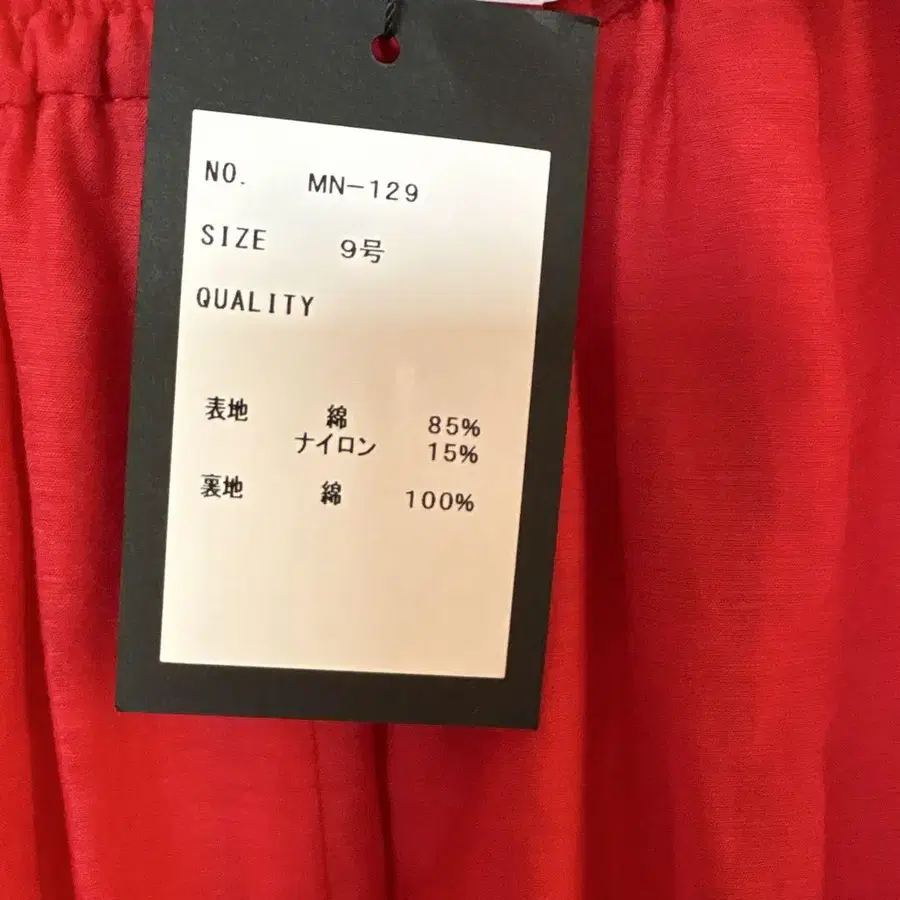 NO. MN-129
SIZE 9号
QUALITY
表地 綿 85%
ナイロン 15%
裏地 綿 100%